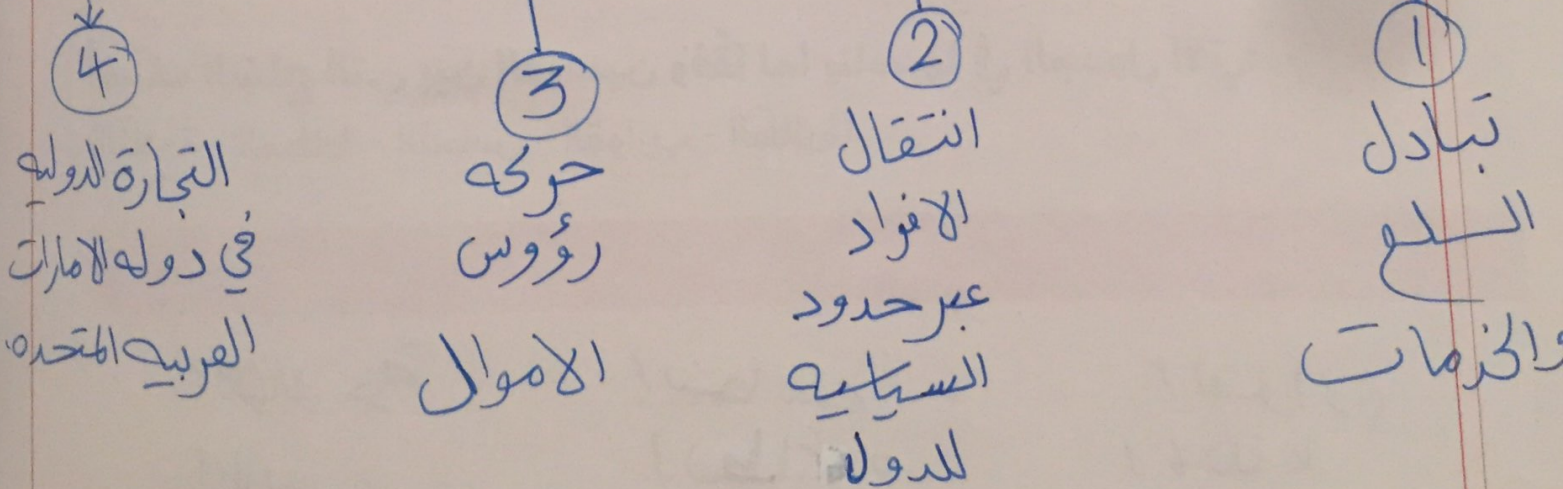 ①
تبادل
السلع
والخدمات
②
انتقال
الافراد
عبر حدود
السياسيه
للدوله
③
حركه
رؤوس
الاموال
④
التجارة الدوليه
في دوله الامارات
العربيه المتحده.